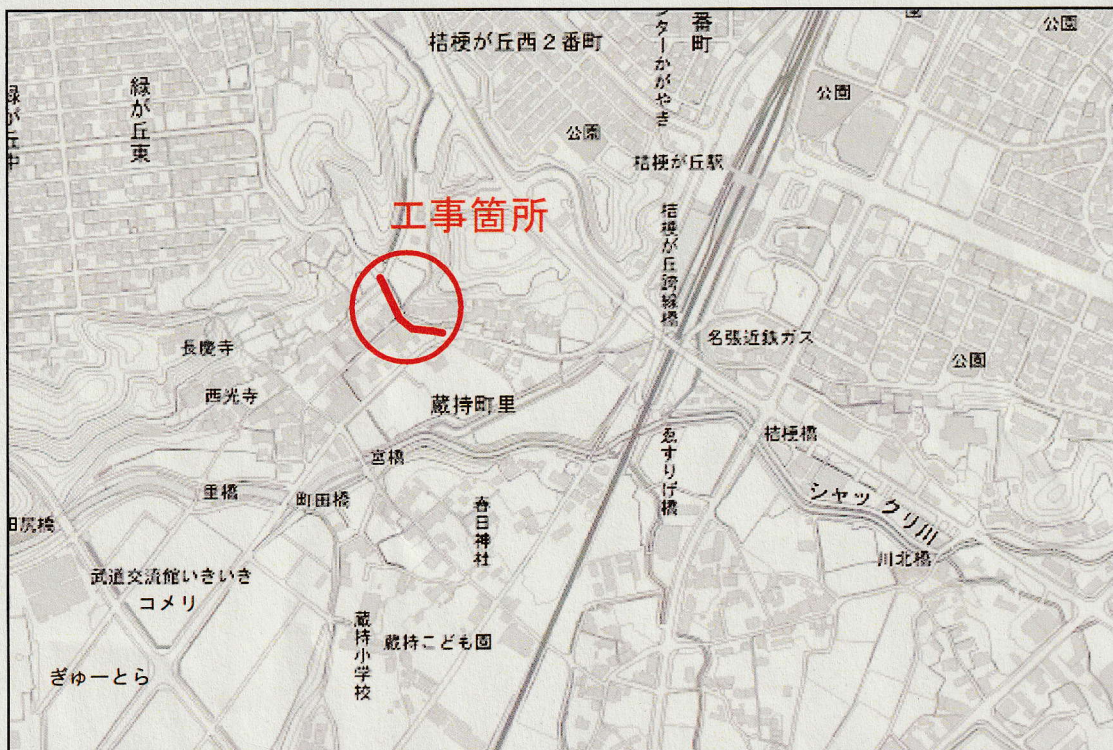 桔梗が丘西２番町
ンターかがやき
番町
公園
緑が丘中
緑が丘東
公園
公園
桔梗が丘駅
工事箇所
桔梗が丘跨線橋
名張近鉄ガス
長慶寺
公園
西光寺
蔵持町里
ゑすりげ橋
桔梗橋
宮橋
里橋
町田橋
シャックリ川
春日神社
田尻橋
川北橋
武道交流館いきいき
コメリ
蔵持小学校
蔵持こども園
ぎゅーとら